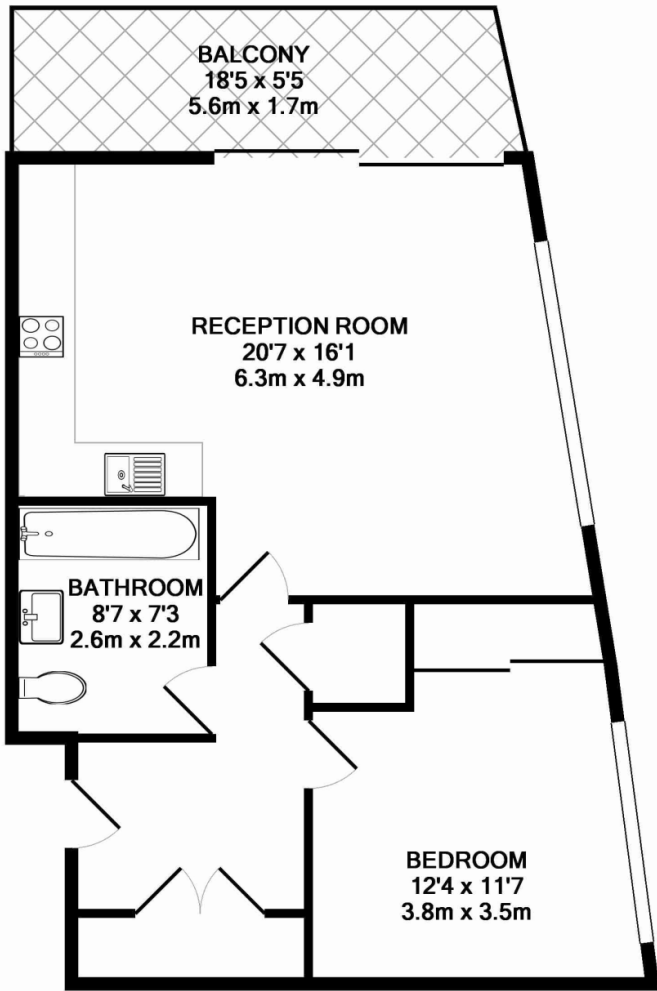 BALCONY
18'5 x 5'5
5.6m x 1.7m
RECEPTION ROOM
20'7 x 16'1
6.3m x 4.9m
BATHROOM
8'7 x 7'3
2.6m x 2.2m
BEDROOM
12'4 x 11'7
3.8m x 3.5m